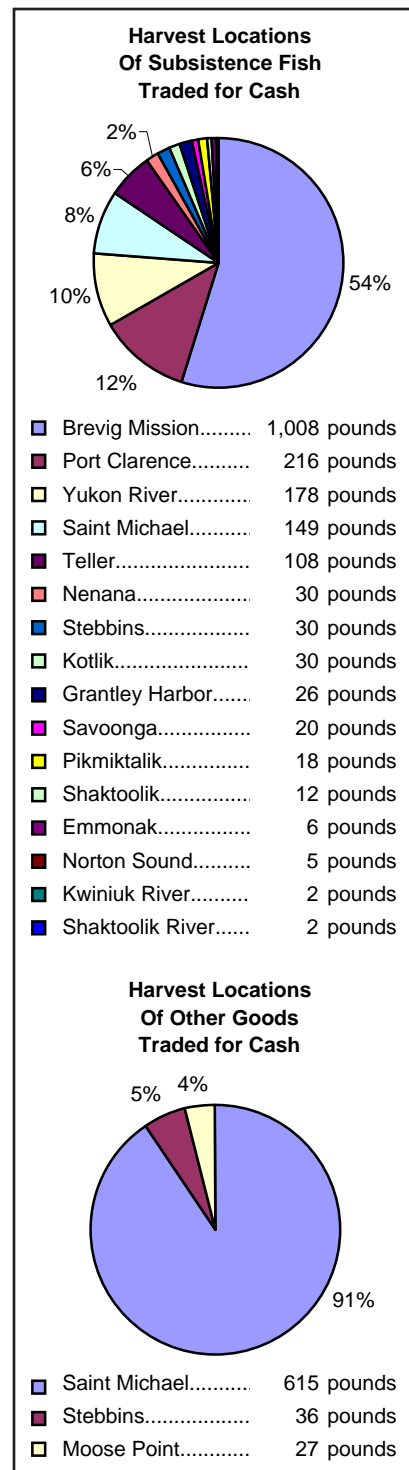 Harvest Locations
Of Subsistence Fish
Traded for Cash
2%
6%
8%
10%
12%
54%
Brevig Mission......... 1,008 pounds
Port Clarence.......... 216 pounds
Yukon River............. 178 pounds
Saint Michael........... 149 pounds
Teller........................ 108 pounds
Nenana.................... 30 pounds
Stebbins................... 30 pounds
Kotlik........................ 30 pounds
Grantley Harbor....... 26 pounds
Savoonga................ 20 pounds
Pikmiktalik................ 18 pounds
Shaktoolik................ 12 pounds
Emmonak................ 6 pounds
Norton Sound.......... 5 pounds
Kwiniuk River........... 2 pounds
Shaktoolik River...... 2 pounds
Harvest Locations
Of Other Goods
Traded for Cash
5%
4%
91%
Saint Michael........... 615 pounds
Stebbins................... 36 pounds
Moose Point............. 27 pounds